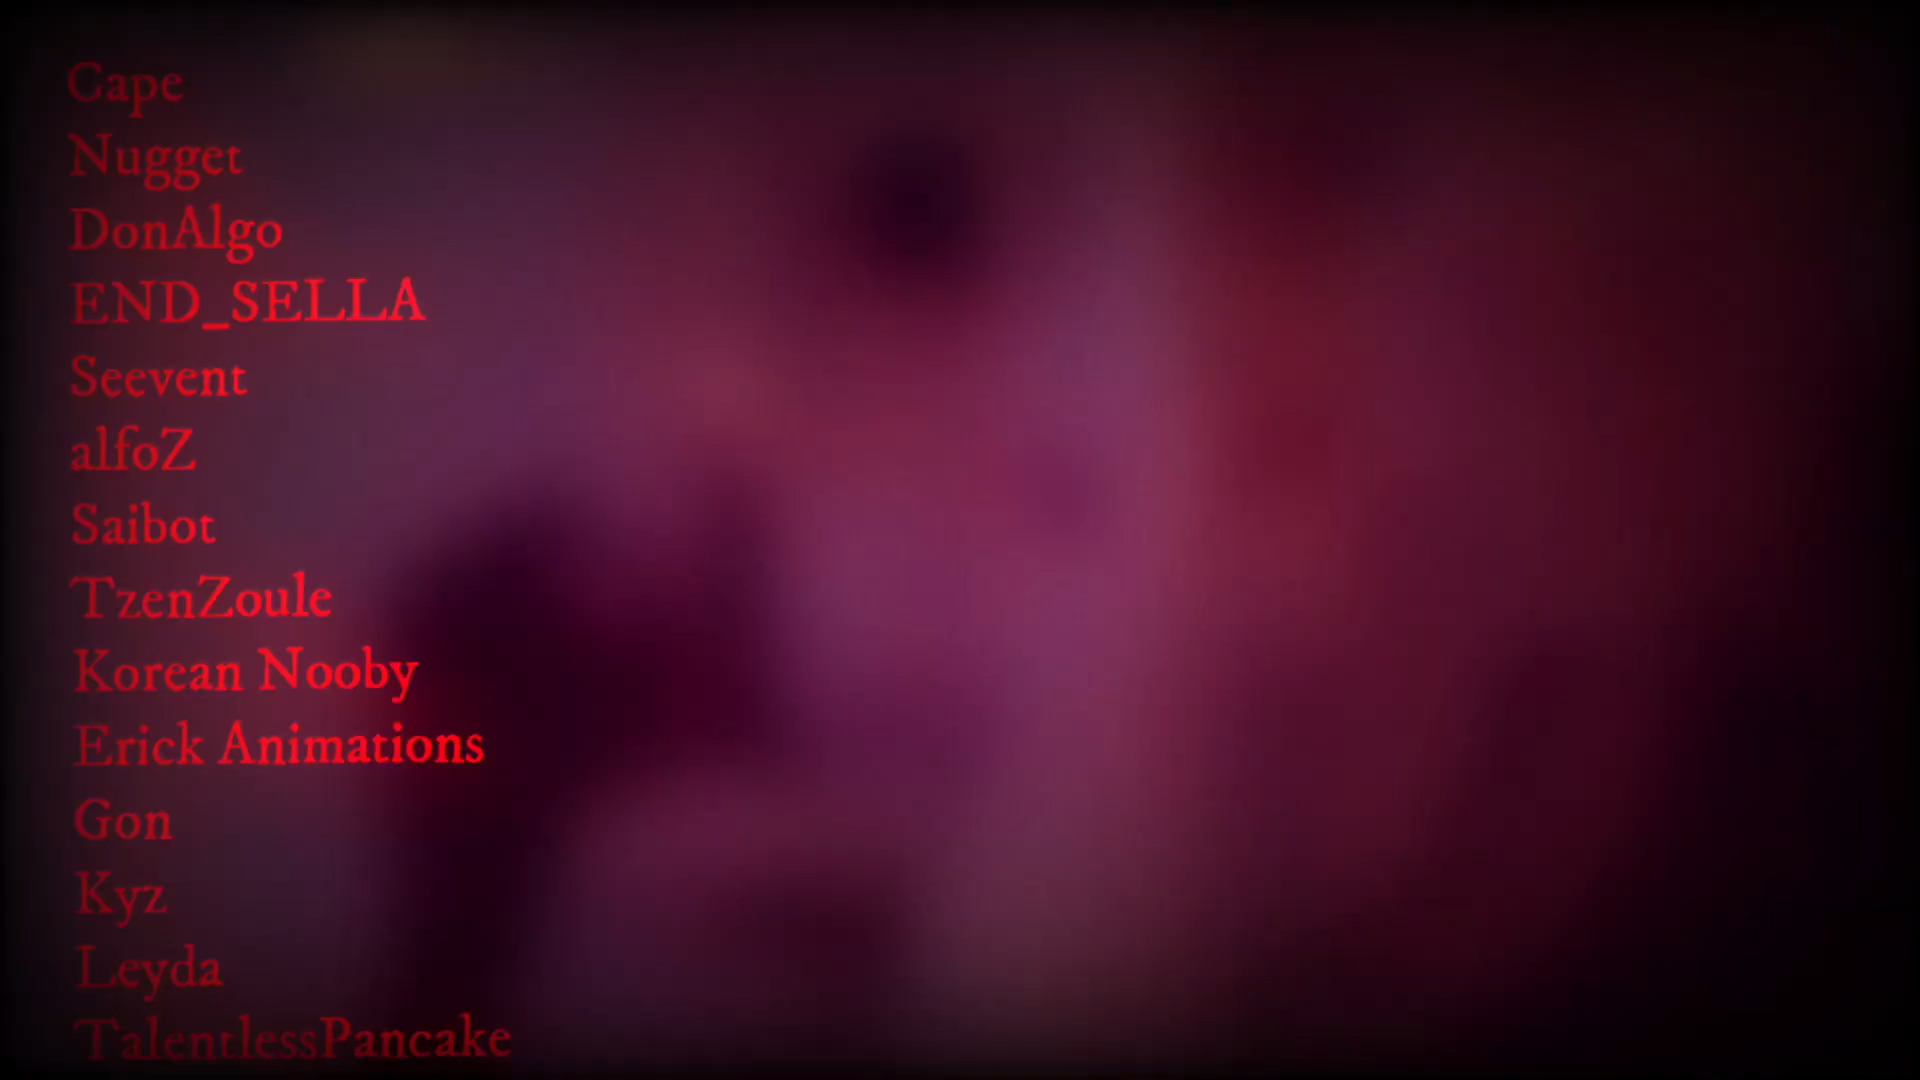 Cape
Nugget
DonAlgo
END_SELLA
Seevent
alfoZ
Saibot
TzenZoule
Korean Nooby
Erick Animations
Gon
Kyz
Leyda
TalentlessPancake